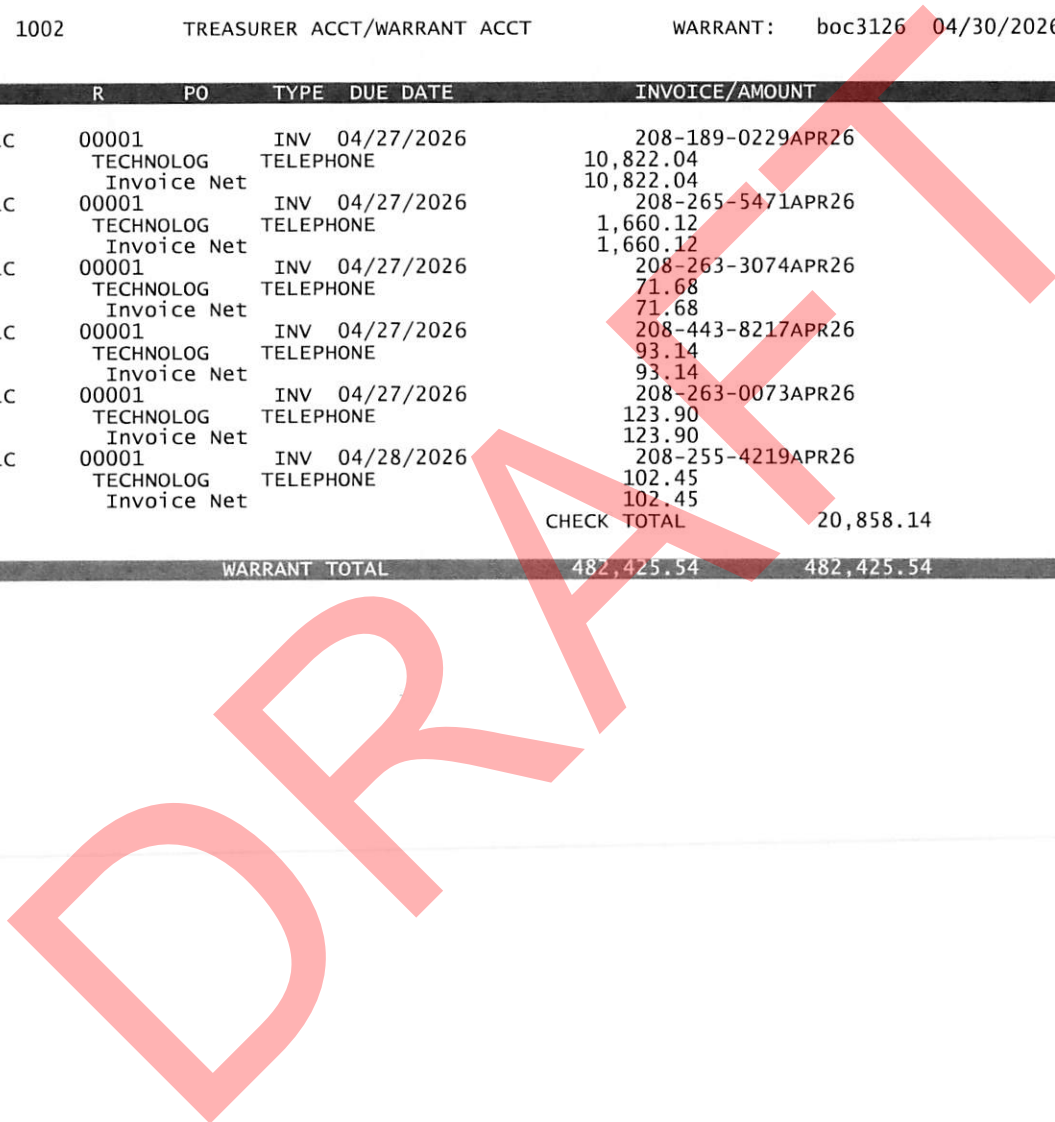 1002 TREASURER ACCT/WARRANT ACCT WARRANT: boc3126 04/30/2026
R PO TYPE DUE DATE INVOICE/AMOUNT
LC 00001 INV 04/27/2026 208-189-0229APR26
TECHNOLOG TELEPHONE 10,822.04
Invoice Net 10,822.04
LC 00001 INV 04/27/2026 208-265-5471APR26
TECHNOLOG TELEPHONE 1,660.12
Invoice Net 1,660.12
LC 00001 INV 04/27/2026 208-263-3074APR26
TECHNOLOG TELEPHONE 71.68
Invoice Net 71.68
LC 00001 INV 04/27/2026 208-443-8217APR26
TECHNOLOG TELEPHONE 93.14
Invoice Net 93.14
LC 00001 INV 04/27/2026 208-263-0073APR26
TECHNOLOG TELEPHONE 123.90
Invoice Net 123.90
LC 00001 INV 04/28/2026 208-255-4219APR26
TECHNOLOG TELEPHONE 102.45
Invoice Net 102.45
CHECK TOTAL 20,858.14
WARRANT TOTAL 482,425.54 482,425.54
DRAFT